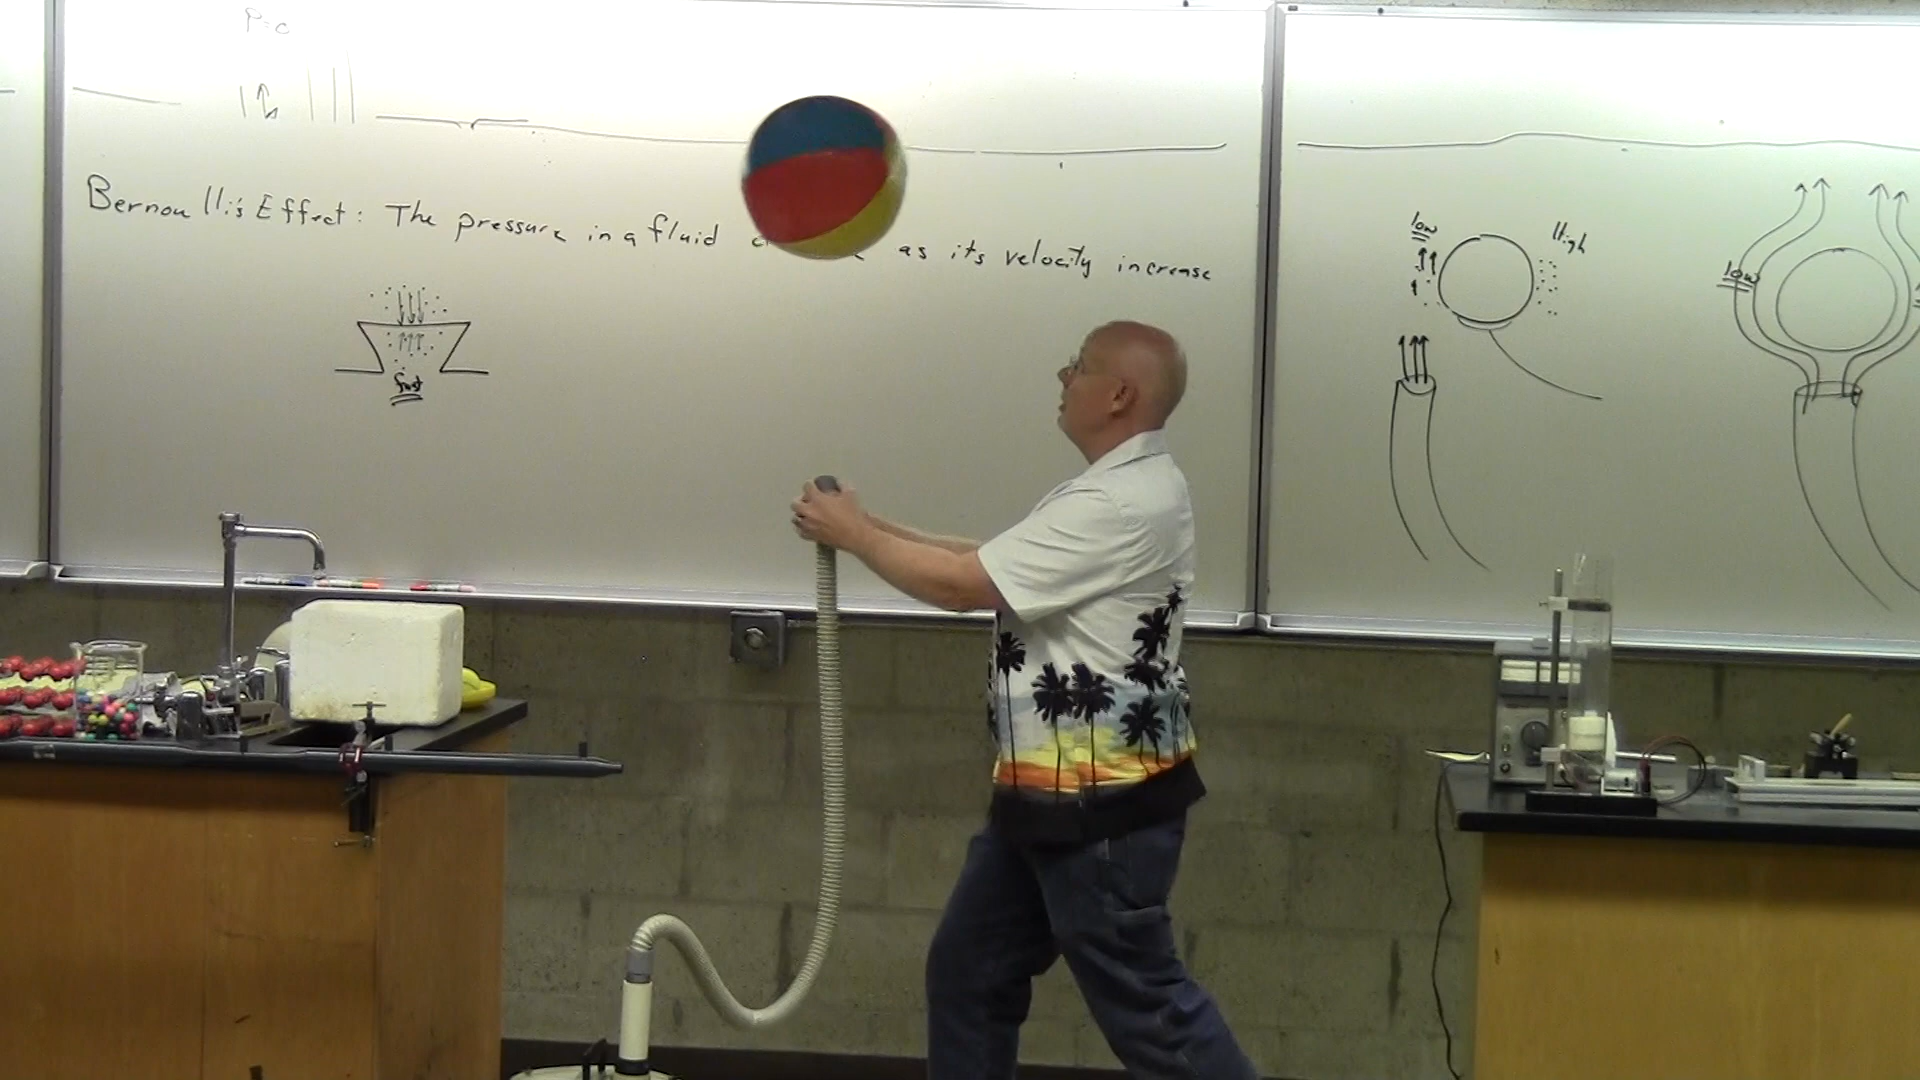 P=c
Bernoulli's Effect: The pressure in a fluid as its velocity increase
fast
low
High
low